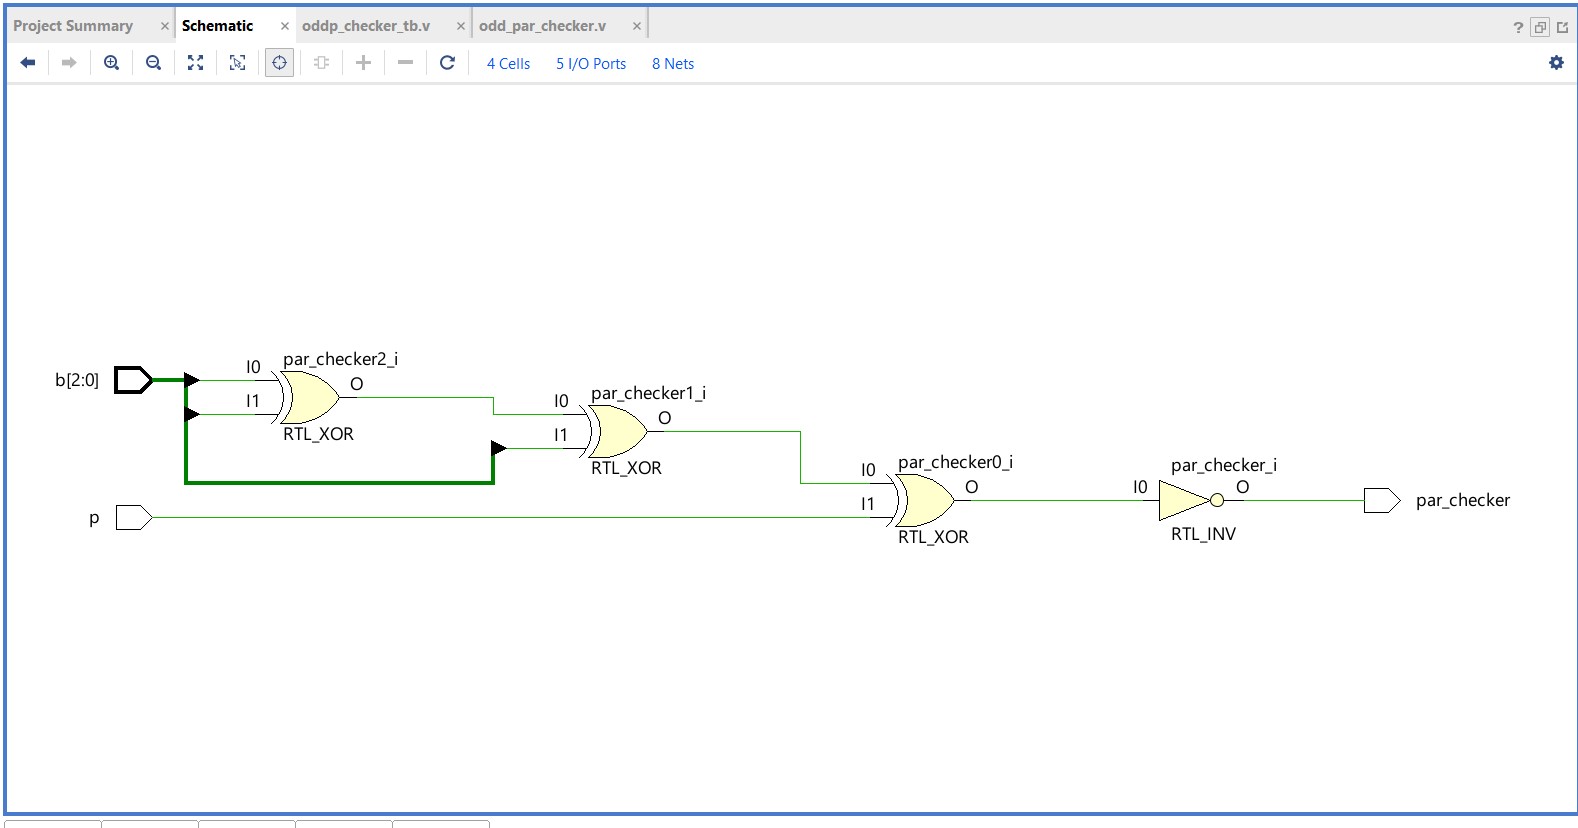 Project Summary × Schematic × oddp_checker_tb.v × odd_par_checker.v × ?
4 Cells 5 I/O Ports 8 Nets
par_checker2_i
b[2:0] I0 O
I1
RTL_XOR
par_checker1_i
I0 O
I1
RTL_XOR
par_checker0_i
I0 O
p I1
RTL_XOR
par_checker_i
I0 O par_checker
RTL_INV